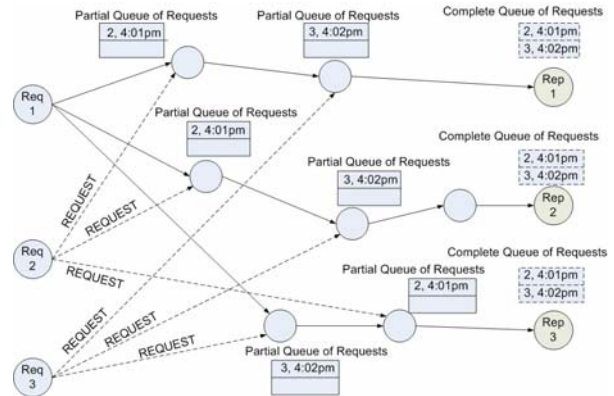 Partial Queue of Requests
2, 4:01pm
Partial Queue of Requests
3, 4:02pm
Complete Queue of Requests
2, 4:01pm
3, 4:02pm
Req
1
Rep
1
Partial Queue of Requests
2, 4:01pm
Partial Queue of Requests
3, 4:02pm
Complete Queue of Requests
2, 4:01pm
3, 4:02pm
Rep
2
REQUEST
REQUEST
Req
2
REQUEST
Partial Queue of Requests
2, 4:01pm
Complete Queue of Requests
2, 4:01pm
3, 4:02pm
Rep
3
REQUEST
REQUEST
REQUEST
Req
3
Partial Queue of Requests
3, 4:02pm